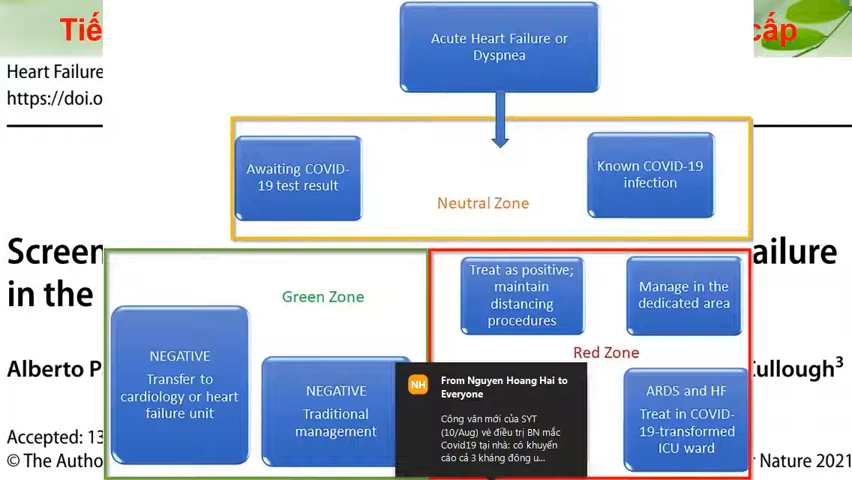 Tiế
cấp
Acute Heart Failure or
Dyspnea
Heart Failure
https://doi.o
Awaiting COVID-
19 test result
Known COVID-19
infection
Neutral Zone
Screen
ailure
in the
Green Zone
Treat as positive;
maintain
distancing
procedures
Manage in the
dedicated area
Red Zone
NEGATIVE
Transfer to
cardiology or heart
failure unit
NEGATIVE
Traditional
management
From Nguyen Hoang Hai to
Everyone
Công văn mới của SYT
(10/Aug) về điều trị BN mắc
Covid19 tại nhà: có khuyến
cáo cả 3 kháng đông u...
ARDS and HF
Treat in COVID-
19-transformed
ICU ward
Alberto P
Cullough3
Accepted: 13
© The Autho
r Nature 2021
NH